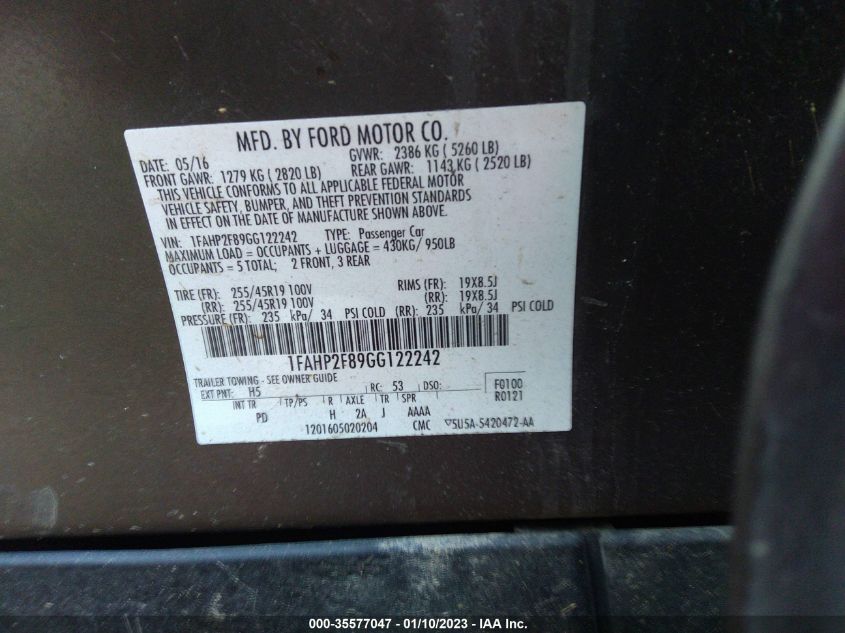 MFD. BY FORD MOTOR CO.
DATE: 05/16 GVWR: 2386 KG ( 5260 LB)
FRONT GAWR: 1279 KG ( 2820 LB) REAR GAWR: 1143 KG ( 2520 LB)
THIS VEHICLE CONFORMS TO ALL APPLICABLE FEDERAL MOTOR
VEHICLE SAFETY, BUMPER, AND THEFT PREVENTION STANDARDS
IN EFFECT ON THE DATE OF MANUFACTURE SHOWN ABOVE.
VIN: 1FAHP2F89GG122242 TYPE: Passenger Car
MAXIMUM LOAD = OCCUPANTS + LUGGAGE = 430KG/ 950LB
OCCUPANTS = 5 TOTAL; 2 FRONT, 3 REAR
TIRE (FR): 255/45R19 100V RIMS (FR): 19X8.5J
(RR): 255/45R19 100V (RR): 19X8.5J
PRESSURE (FR): 235 kPa/ 34 PSI COLD (RR): 235 kPa/ 34 PSI COLD
1FAHP2F89GG122242
TRAILER TOWING - SEE OWNER GUIDE
EXT PNT: H5 RC: 53 DSO: F0100
INT TR TP/PS R AXLE TR SPR R0121
PD H 2A J AAAA
1201605020204 CMC ▽5U5A-5420472-AA
000-35577047 - 01/10/2023 - IAA Inc.